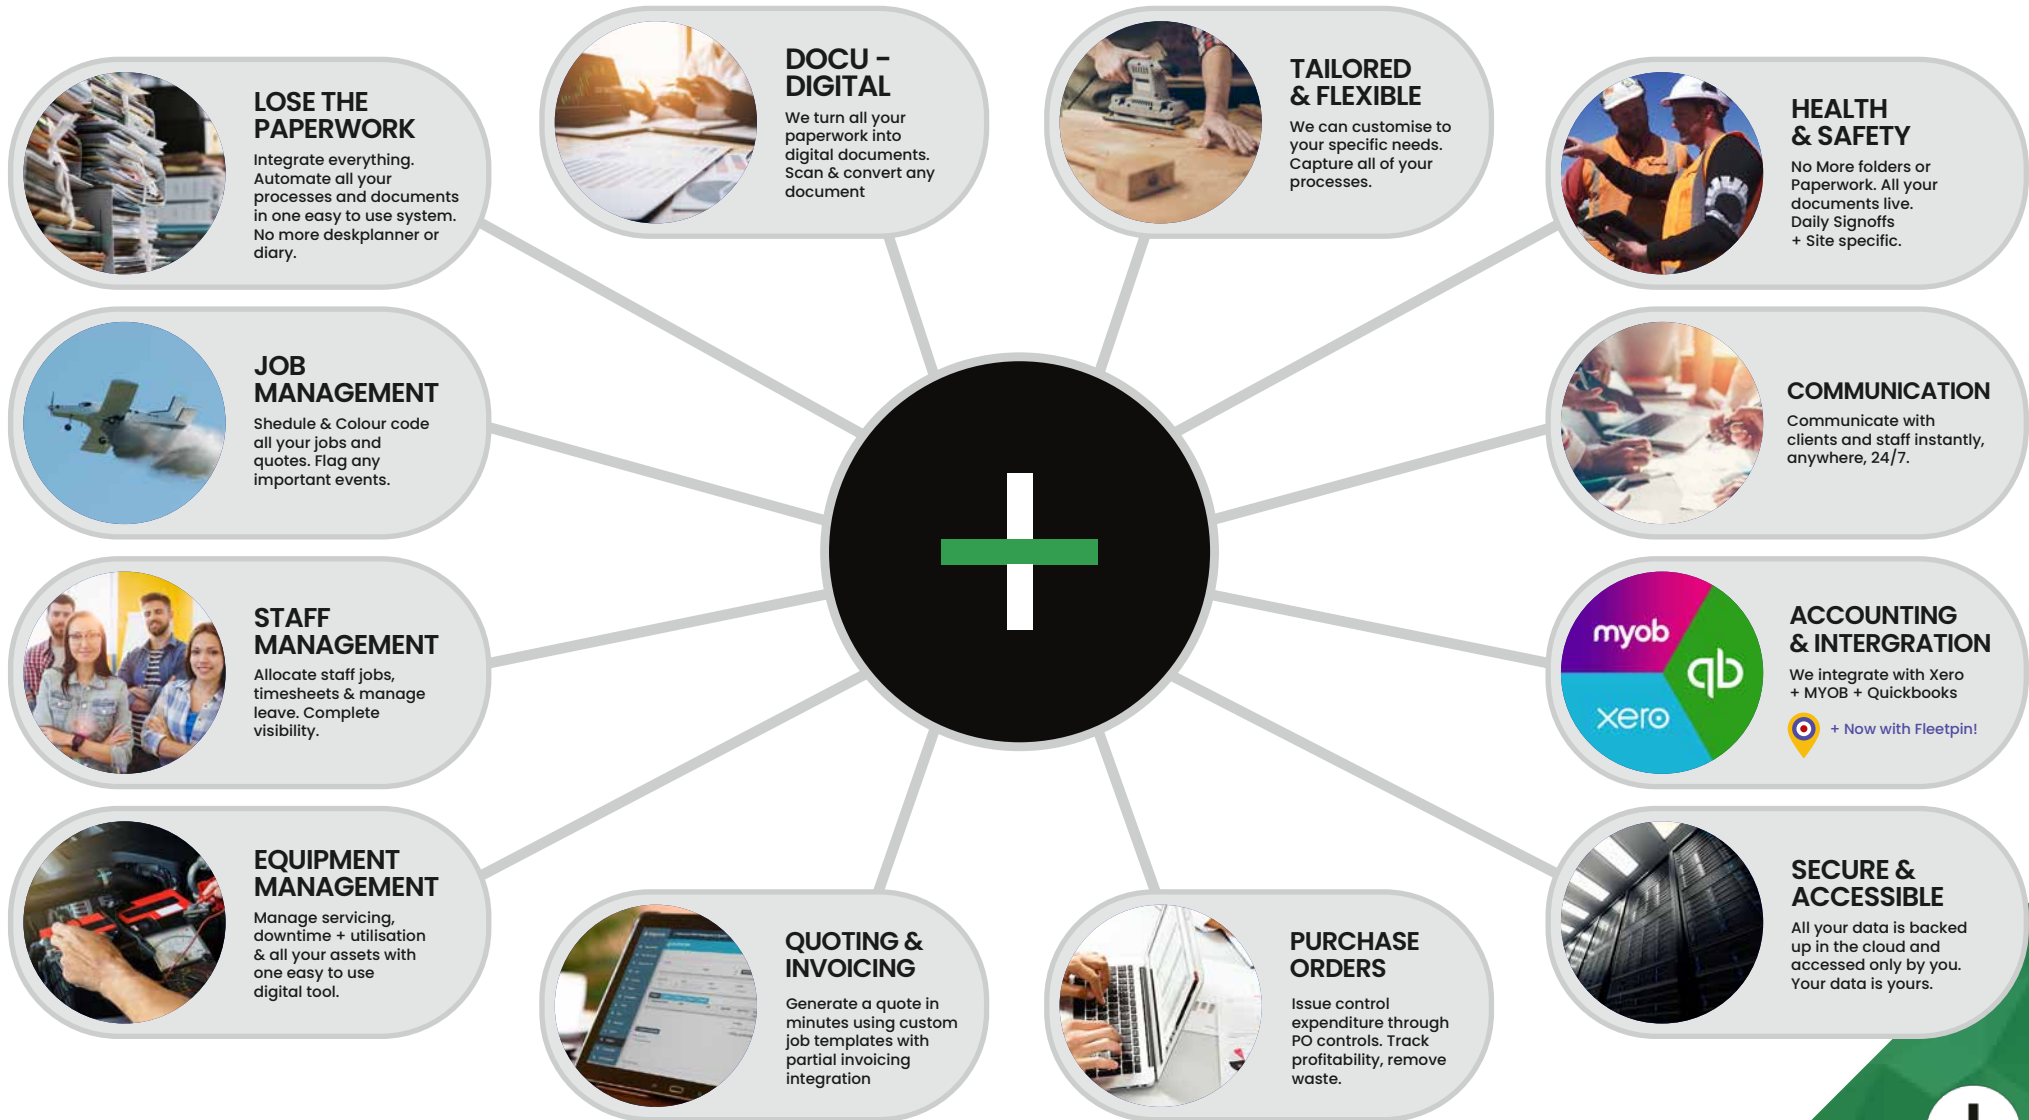 LOSE THE
PAPERWORK
Integrate everything.
Automate all your
processes and documents
in one easy to use system.
No more deskplanner or
diary.
DOCU -
DIGITAL
We turn all your
paperwork into
digital documents.
Scan & convert any
document
TAILORED
& FLEXIBLE
We can customise to
your specific needs.
Capture all of your
processes.
HEALTH
& SAFETY
No More folders or
Paperwork. All your
documents live.
Daily Signoffs
+ Site specific.
JOB
MANAGEMENT
Shedule & Colour code
all your jobs and
quotes. Flag any
important events.
COMMUNICATION
Communicate with
clients and staff instantly,
anywhere, 24/7.
STAFF
MANAGEMENT
Allocate staff jobs,
timesheets & manage
leave. Complete
visibility.
myob
qb
xero
ACCOUNTING
& INTERGRATION
We integrate with Xero
+ MYOB + Quickbooks
+ Now with Fleetpin!
EQUIPMENT
MANAGEMENT
Manage servicing,
downtime + utilisation
& all your assets with
one easy to use
digital tool.
QUOTING &
INVOICING
Generate a quote in
minutes using custom
job templates with
partial invoicing
integration
PURCHASE
ORDERS
Issue control
expenditure through
PO controls. Track
profitability, remove
waste.
SECURE &
ACCESSIBLE
All your data is backed
up in the cloud and
accessed only by you.
Your data is yours.